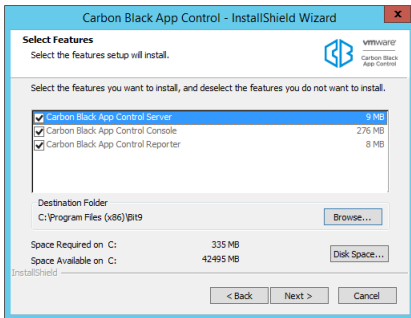 Carbon Black App Control - InstallShield Wizard
x
Select Features
Select the features setup will install.
vmware
Carbon Black
App Control
Select the features you want to install, and deselect the features you do not want to install.
Carbon Black App Control Server 9 MB
Carbon Black App Control Console 276 MB
Carbon Black App Control Reporter 8 MB
Destination Folder
C:\Program Files (x86)\Bit9
Browse...
Space Required on C: 335 MB
Space Available on C: 42495 MB
Disk Space...
InstallShield
< Back Next > Cancel